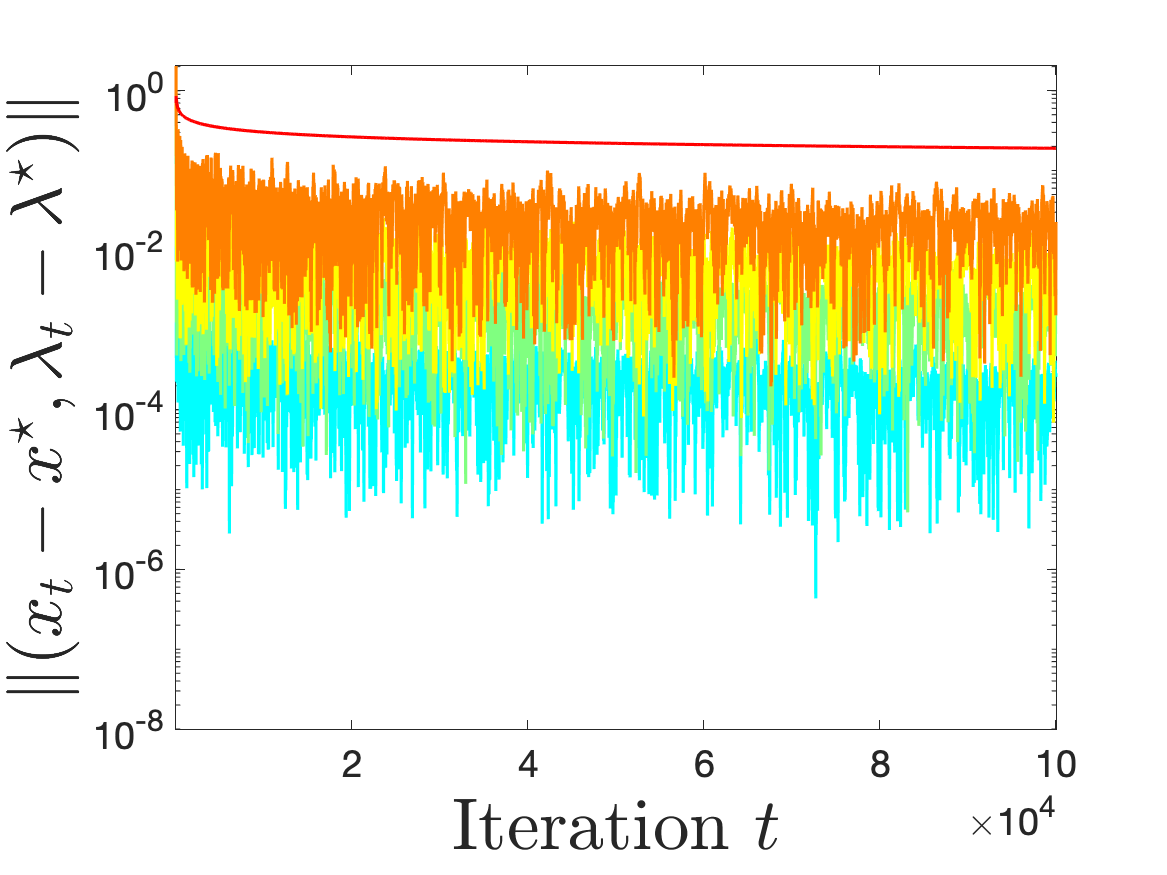 ‖(x_t − x^⋆, λ_t − λ^⋆)‖
10^0
10^-2
10^-4
10^-6
10^-8
2 4 6 8 10
×10^4
Iteration t